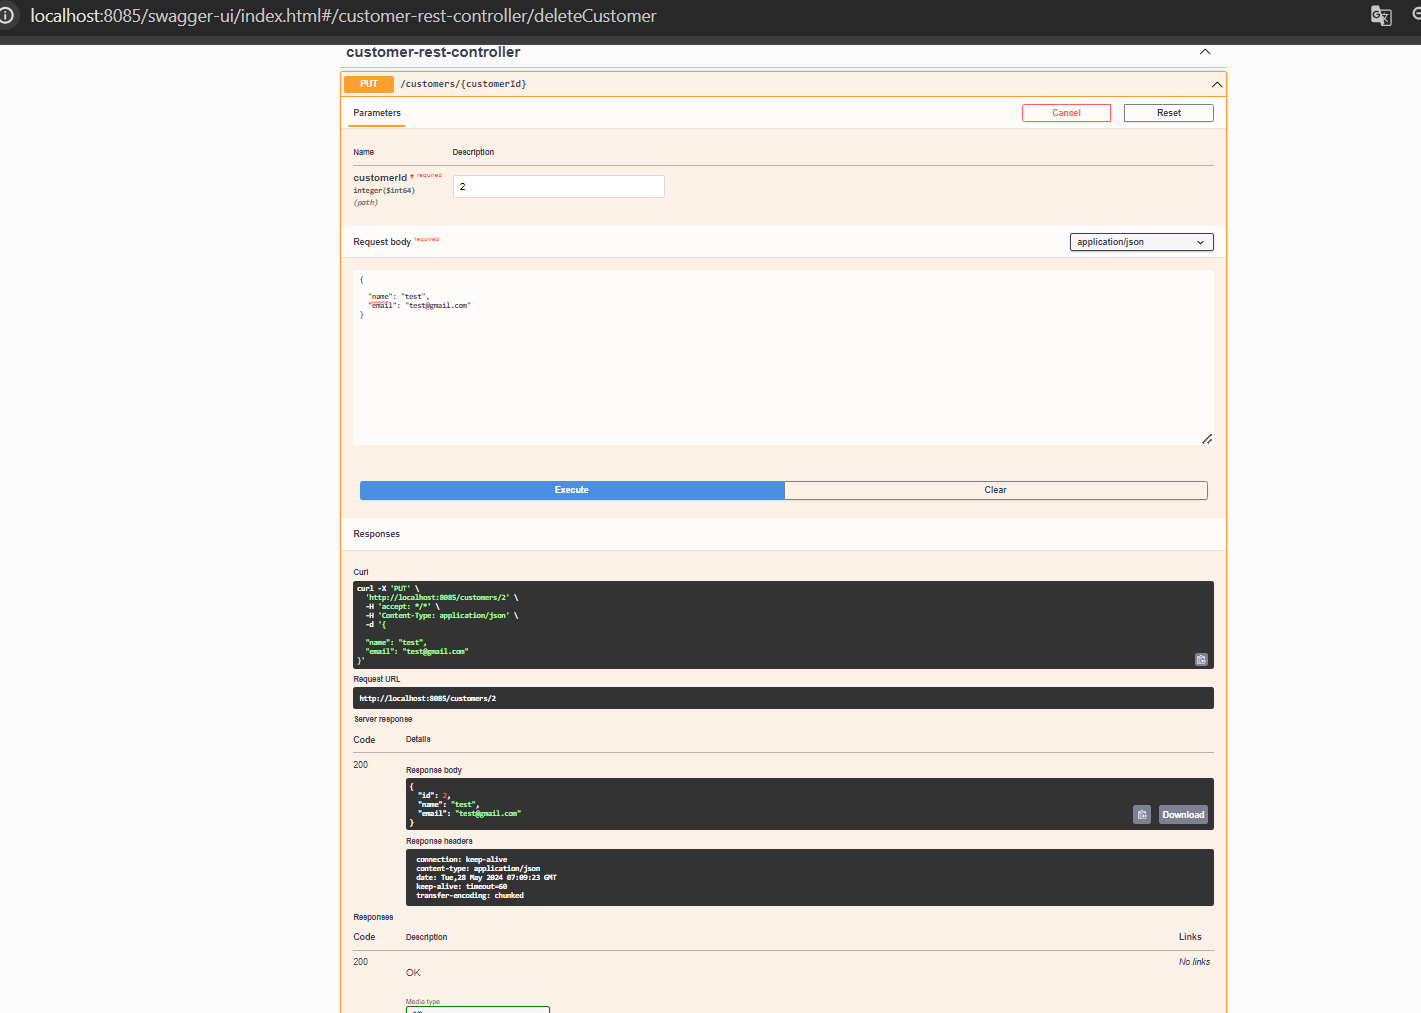 localhost:8085/swagger-ui/index.html#/customer-rest-controller/deleteCustomer
customer-rest-controller
PUT /customers/{customerId}
Parameters Cancel Reset
Name Description
customerId * required
integer($int64)
(path)
2
Request body required application/json
{
"name": "test",
"email": "test@gmail.com"
}
Execute Clear
Responses
Curl
curl -X 'PUT' \
'http://localhost:8085/customers/2' \
-H 'accept: */*' \
-H 'Content-Type: application/json' \
-d '{
"name": "test",
"email": "test@gmail.com"
}'
Request URL
http://localhost:8085/customers/2
Server response
Code Details
200
Response body
{
"id": 2,
"name": "test",
"email": "test@gmail.com"
}
Download
Response headers
connection: keep-alive
content-type: application/json
date: Tue,28 May 2024 07:09:23 GMT
keep-alive: timeout=60
transfer-encoding: chunked
Responses
Code Description Links
200 No links
OK
Media type